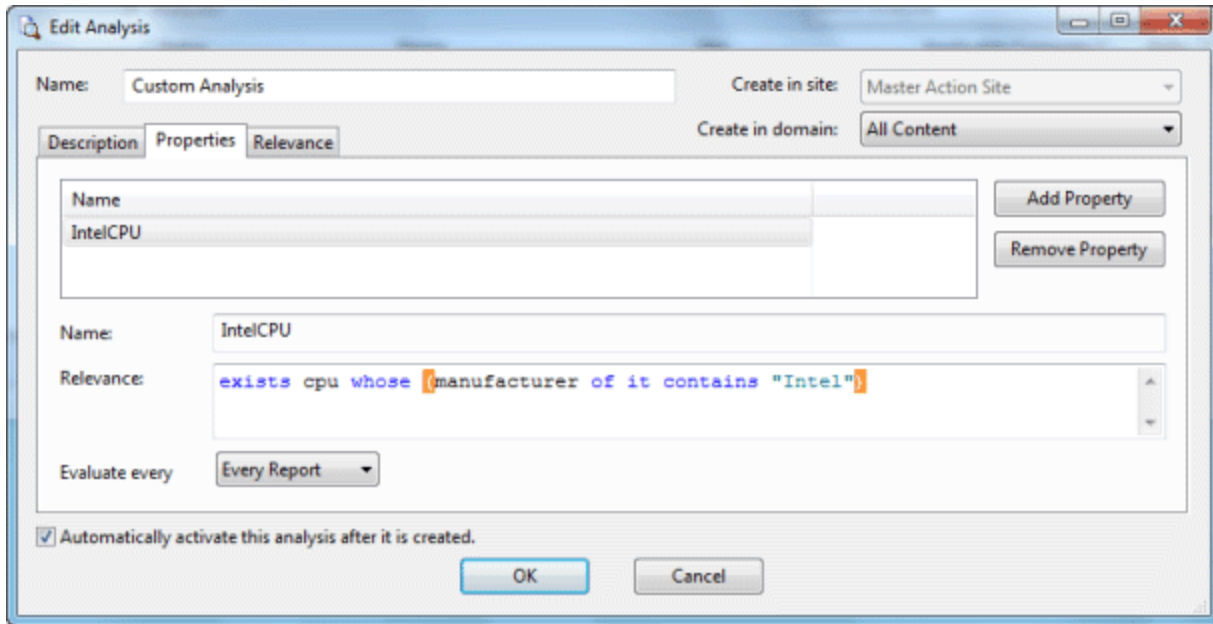 Edit Analysis
Name: Custom Analysis Create in site: Master Action Site
Create in domain: All Content
Description Properties Relevance
Name
IntelCPU
Add Property
Remove Property
Name: IntelCPU
Relevance: exists cpu whose (manufacturer of it contains "Intel")
Evaluate every Every Report
Automatically activate this analysis after it is created.
OK Cancel